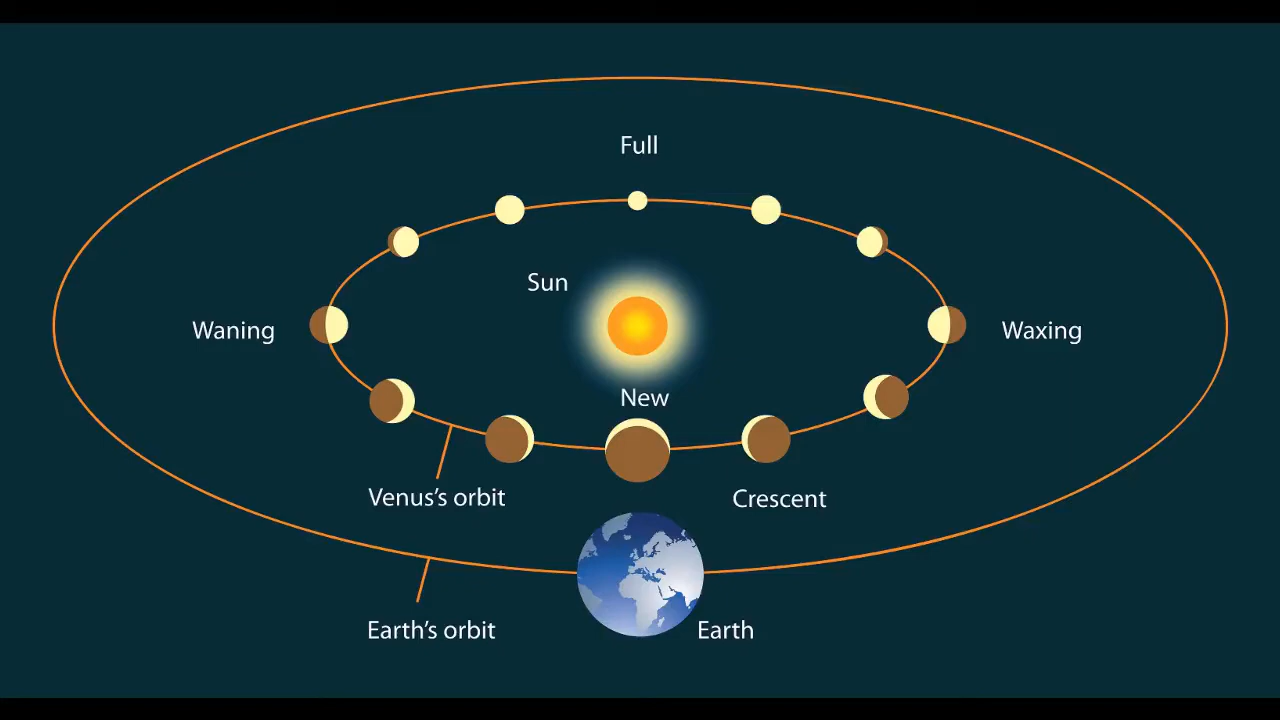 Full
Sun
Waning
Waxing
New
Venus’s orbit
Crescent
Earth’s orbit
Earth